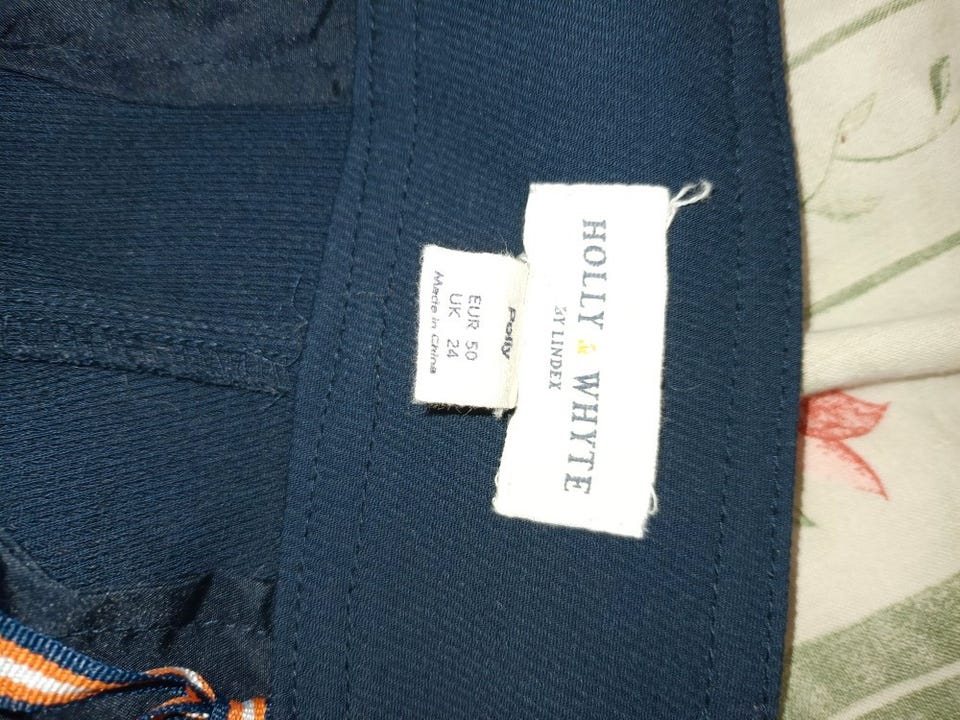 HOLLY & WHYTE
BY LINDEX
Polly
EUR 50
UK 24
Made in China